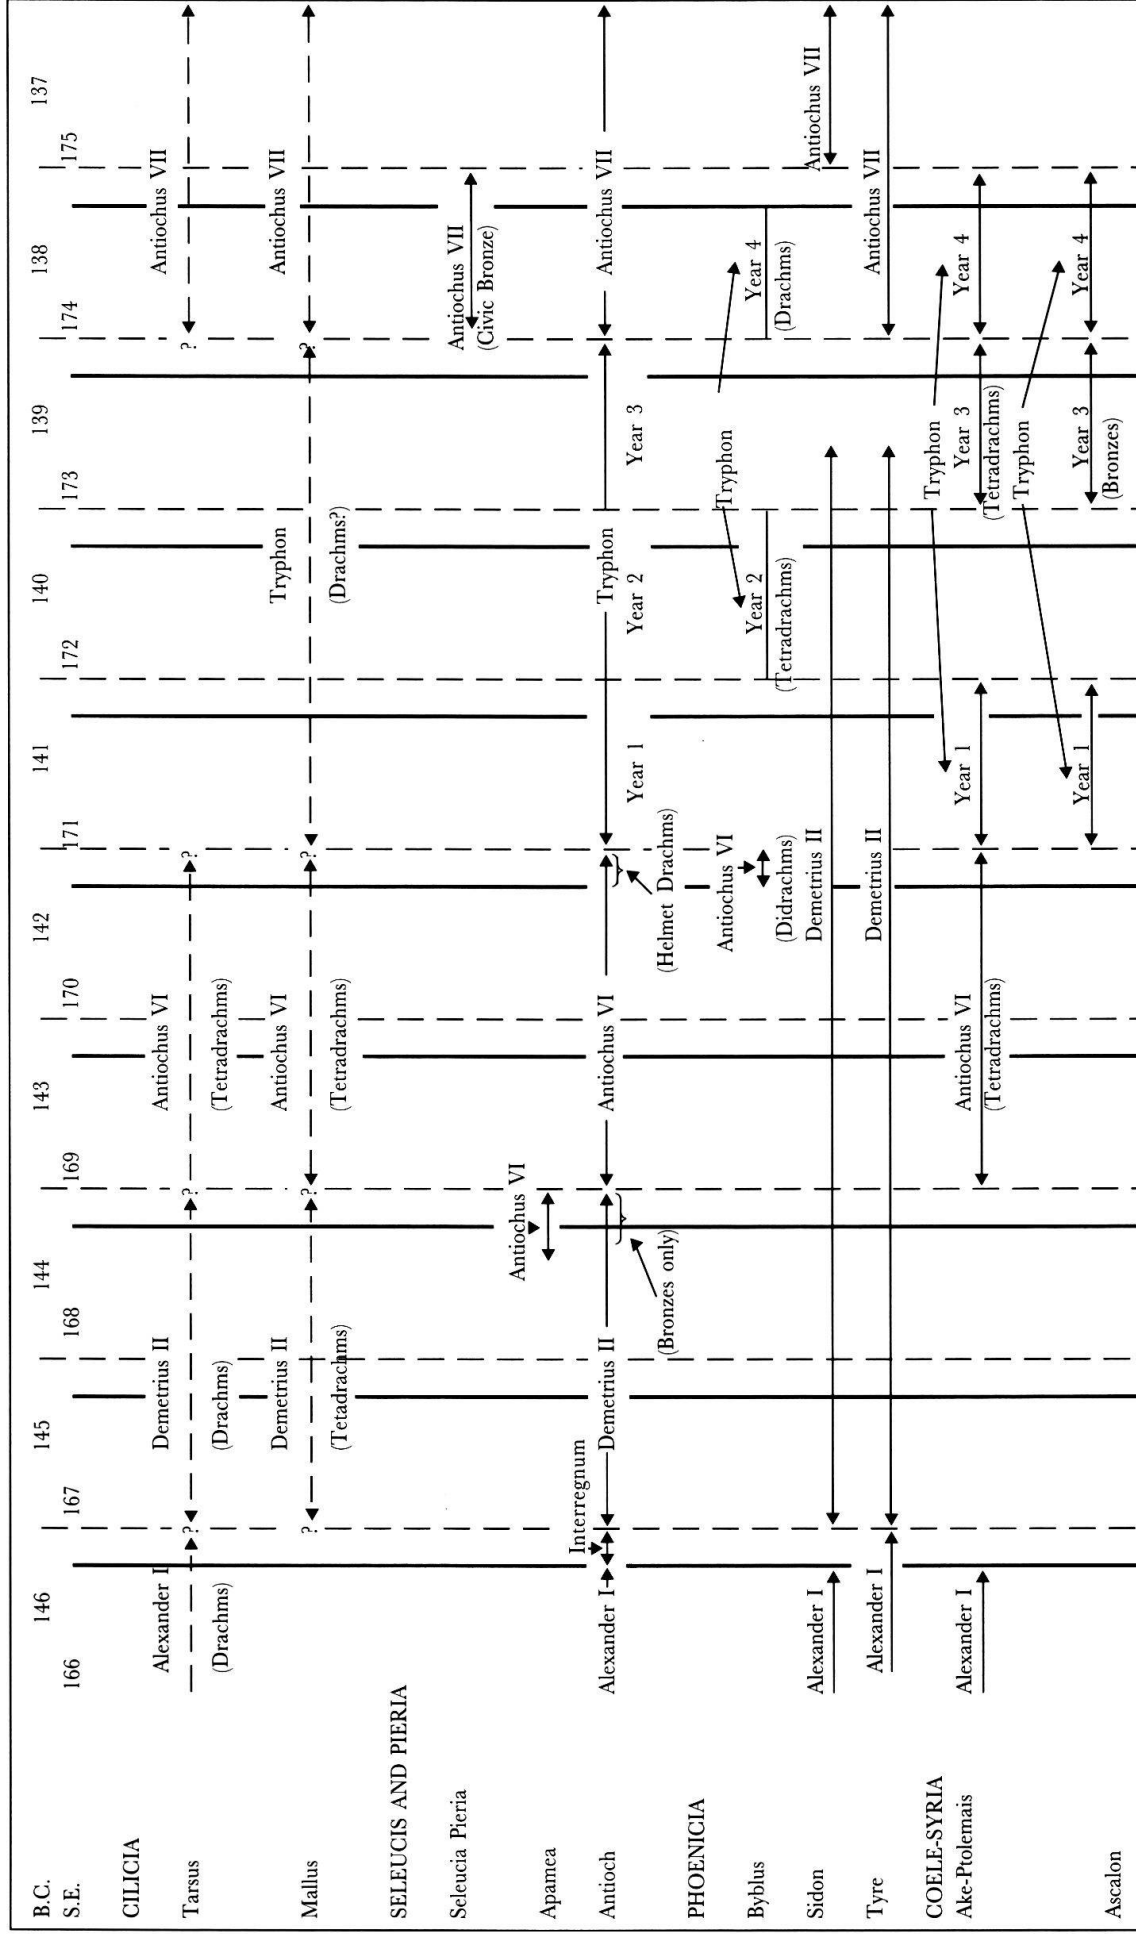 B.C. 146 145 144 143 142 141 140 139 138 137
S.E. 166 167 168 169 170 171 172 173 174 175
CILICIA
Tarsus
Alexander I Demetrius II Antiochus VI Antiochus VII
? ? ? ?
(Drachms) (Drachms) (Tetradrachms)
Mallus
Demetrius II Antiochus VI Tryphon Antiochus VII
? ? ? ?
(Tetadrachms) (Tetradrachms) (Drachms?)
SELEUCIS AND PIERIA
Seleucia Pieria
Antiochus VII
(Civic Bronze)
Apamea
Antiochus VI
Antioch
Interregnum
Alexander I Demetrius II Antiochus VI Tryphon Antiochus VII
Year 1 Year 2 Year 3
(Bronzes only) (Helmet Drachms)
PHOENICIA
Byblus
Antiochus VI Tryphon
Year 2 Year 4
(Didrachms) (Tetradrachms) (Drachms)
Sidon
Alexander I Demetrius II Antiochus VII
Tyre
Alexander I Demetrius II Antiochus VII
COELE-SYRIA
Ake-Ptolemais
Tryphon
Alexander I Antiochus VI Year 1 Year 3 Year 4
(Tetradrachms) (Tetradrachms)
Ascalon
Tryphon
Year 1 Year 3 Year 4
(Bronzes)